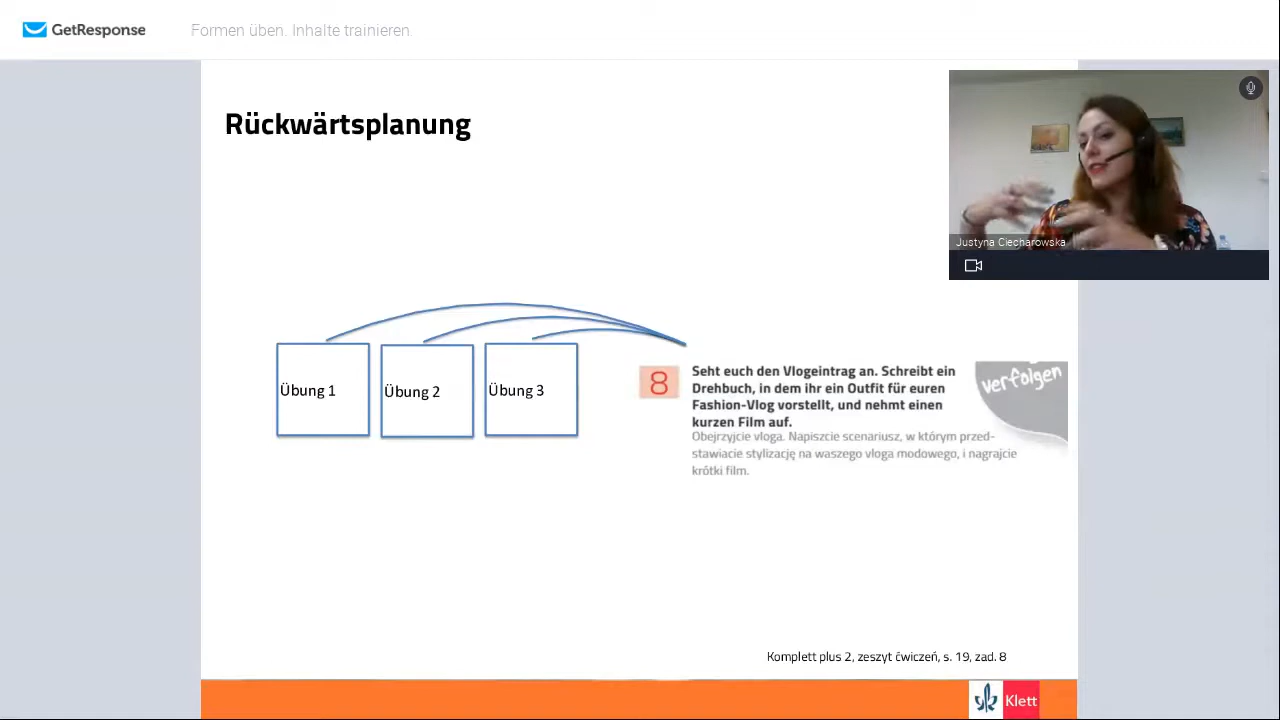 GetResponse
Formen üben. Inhalte trainieren.
Rückwärtsplanung
Justyna Ciecharowska
Übung 1
Übung 2
Übung 3
8
Seht euch den Vlogeintrag an. Schreibt ein
Drehbuch, in dem ihr ein Outfit für euren
Fashion-Vlog vorstellt, und nehmt einen
kurzen Film auf.
verfolgen
Obejrzyjcie vloga. Napiszcie scenariusz, w którym przed-
stawiacie stylizację na waszego vloga modowego, i nagrajcie
krótki film.
Komplett plus 2, zeszyt ćwiczeń, s. 19, zad. 8
Klett